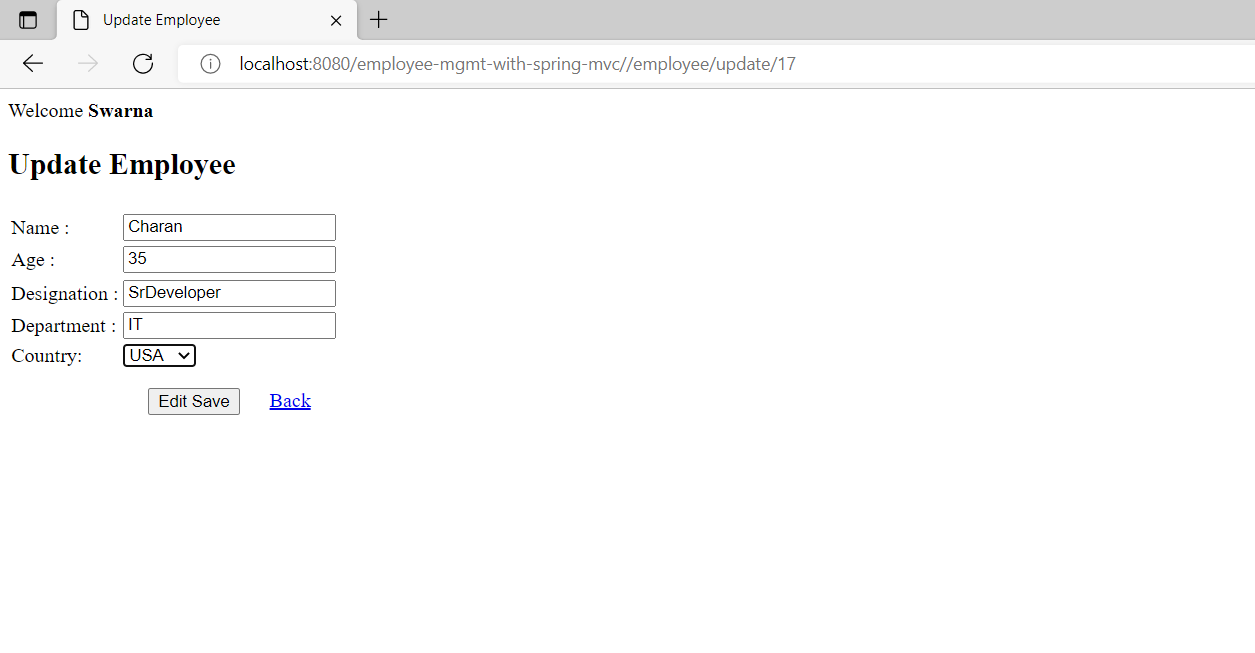 Update Employee
localhost:8080/employee-mgmt-with-spring-mvc//employee/update/17
Welcome Swarna
Update Employee
Name : Charan
Age : 35
Designation : SrDeveloper
Department : IT
Country: USA
Edit Save Back